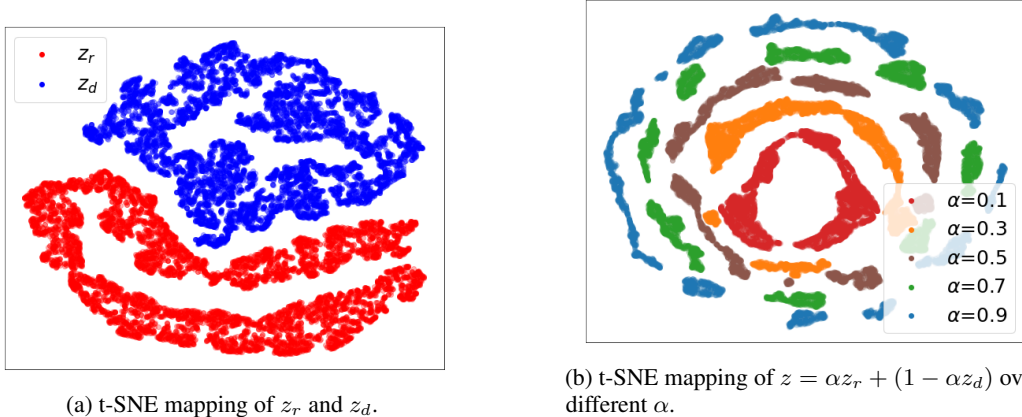 z_r
z_d
α=0.1
α=0.3
α=0.5
α=0.7
α=0.9
(a) t-SNE mapping of z_r and z_d.
(b) t-SNE mapping of z = αz_r + (1 − αz_d) ov
different α.